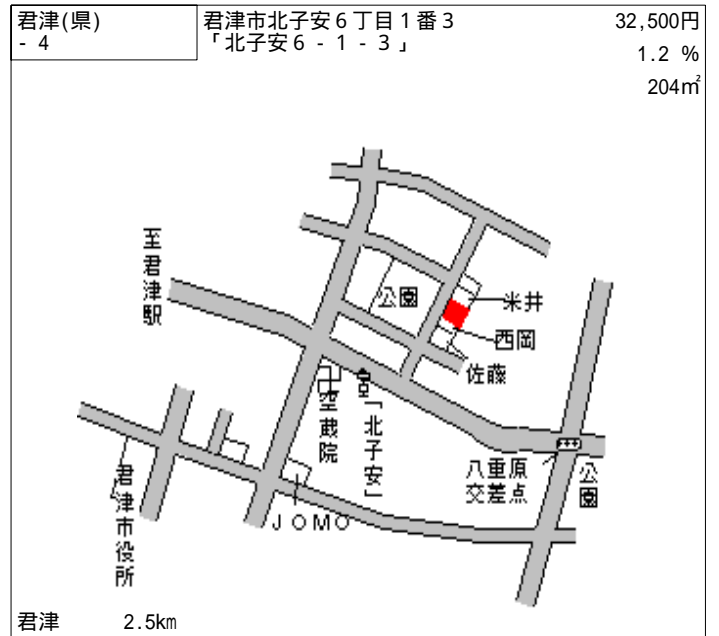 君津(県)
- 4
君津市北子安６丁目１番３
「北子安６ - １ - ３」
32,500円
1.2 %
204㎡
至君津駅
公園
米井
西岡
佐藤
卍
空蔵院
「北子安」
八重原
交差点
公園
君津市役所
ＪＯＭＯ
君津 2.5km